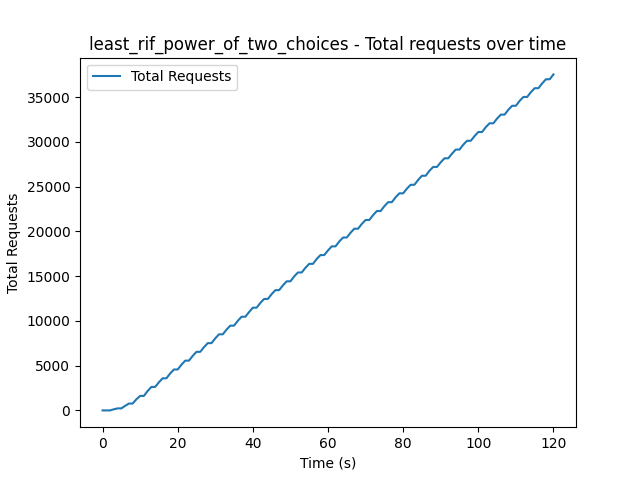 least_rif_power_of_two_choices - Total requests over time
Total Requests
35000
30000
25000
20000
15000
10000
5000
0
Total Requests
0 20 40 60 80 100 120
Time (s)